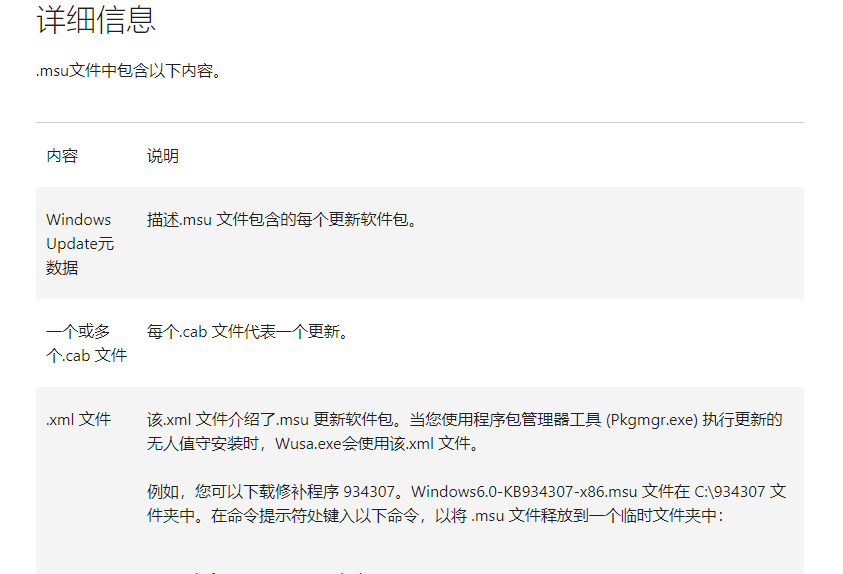 详细信息
.msu文件中包含以下内容。
内容 说明
Windows Update元数据 描述.msu 文件包含的每个更新软件包。
一个或多个.cab 文件 每个.cab 文件代表一个更新。
.xml 文件 该.xml 文件介绍了.msu 更新软件包。当您使用程序包管理器工具 (Pkgmgr.exe) 执行更新的
无人值守安装时，Wusa.exe会使用该.xml 文件。
例如，您可以下载修补程序 934307。Windows6.0-KB934307-x86.msu 文件在 C:\934307 文
件夹中。在命令提示符处键入以下命令，以将 .msu 文件释放到一个临时文件夹中：